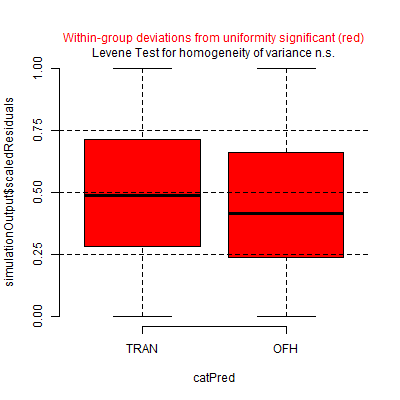 Within-group deviations from uniformity significant (red)
Levene Test for homogeneity of variance n.s.
simulationOutput$scaledResiduals
1.00
0.75
0.50
0.25
0.00
TRAN
OFH
catPred